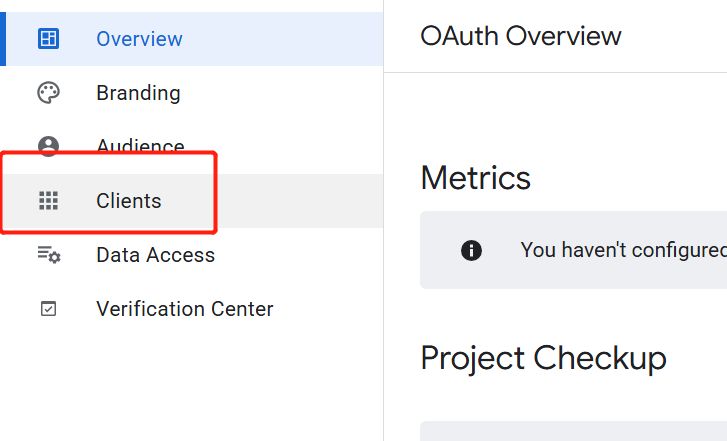 Overview
Branding
Audience
Clients
Data Access
Verification Center
OAuth Overview
Metrics
You haven't configured
Project Checkup